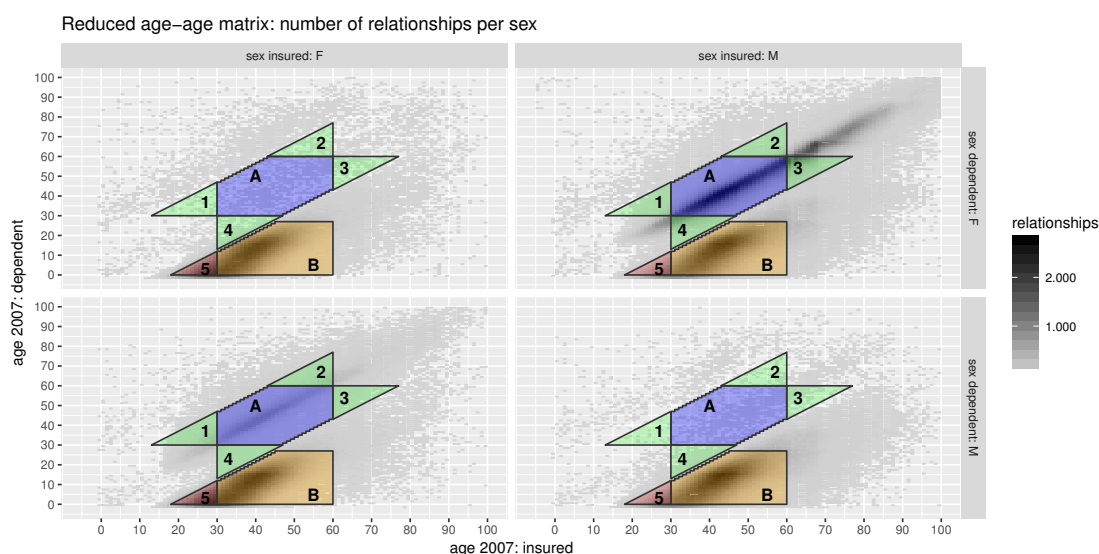 Reduced age−age matrix: number of relationships per sex
sex insured: F
sex insured: M
100
90
80
70
60
50
40
30
20
10
0
A
B
1
2
3
4
5
A
B
1
2
3
4
5
sex dependent: F
100
90
80
70
60
50
40
30
20
10
0
A
B
1
2
3
4
5
A
B
1
2
3
4
5
sex dependent: M
0 10 20 30 40 50 60 70 80 90 100
0 10 20 30 40 50 60 70 80 90 100
age 2007: insured
age 2007: dependent
relationships
2.000
1.000